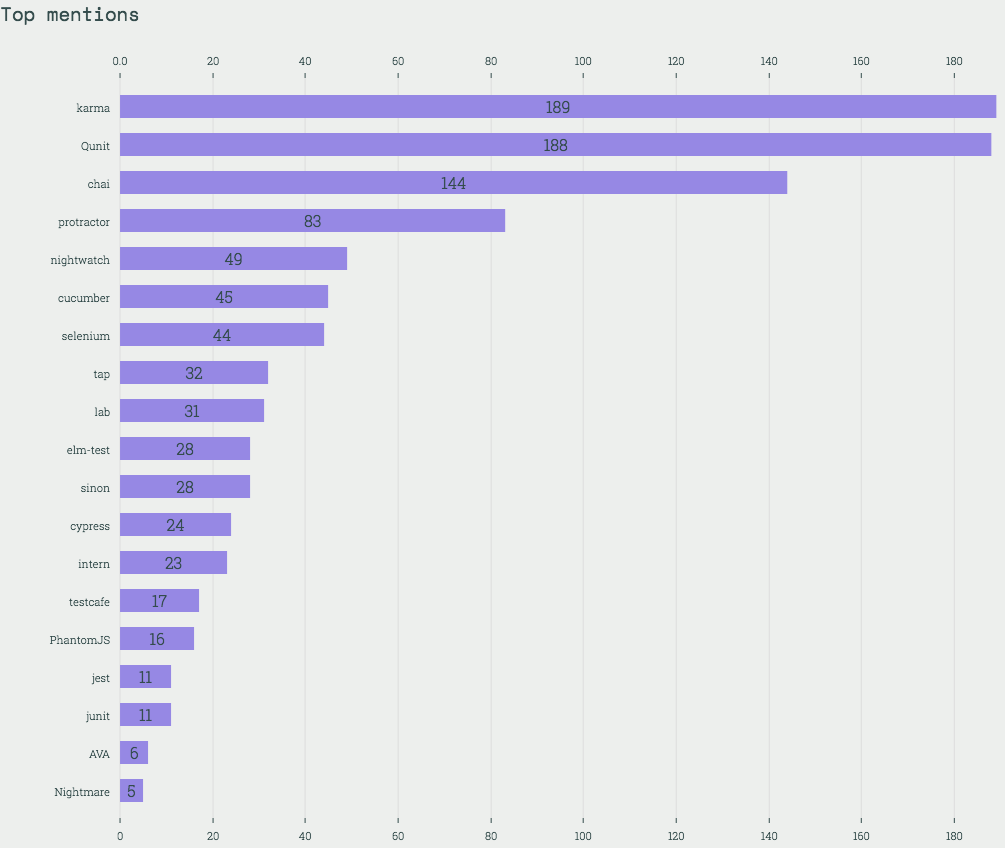 Top mentions
0.0 20 40 60 80 100 120 140 160 180
karma 189
Qunit 188
chai 144
protractor 83
nightwatch 49
cucumber 45
selenium 44
tap 32
lab 31
elm-test 28
sinon 28
cypress 24
intern 23
testcafe 17
PhantomJS 16
jest 11
junit 11
AVA 6
Nightmare 5
0 20 40 60 80 100 120 140 160 180